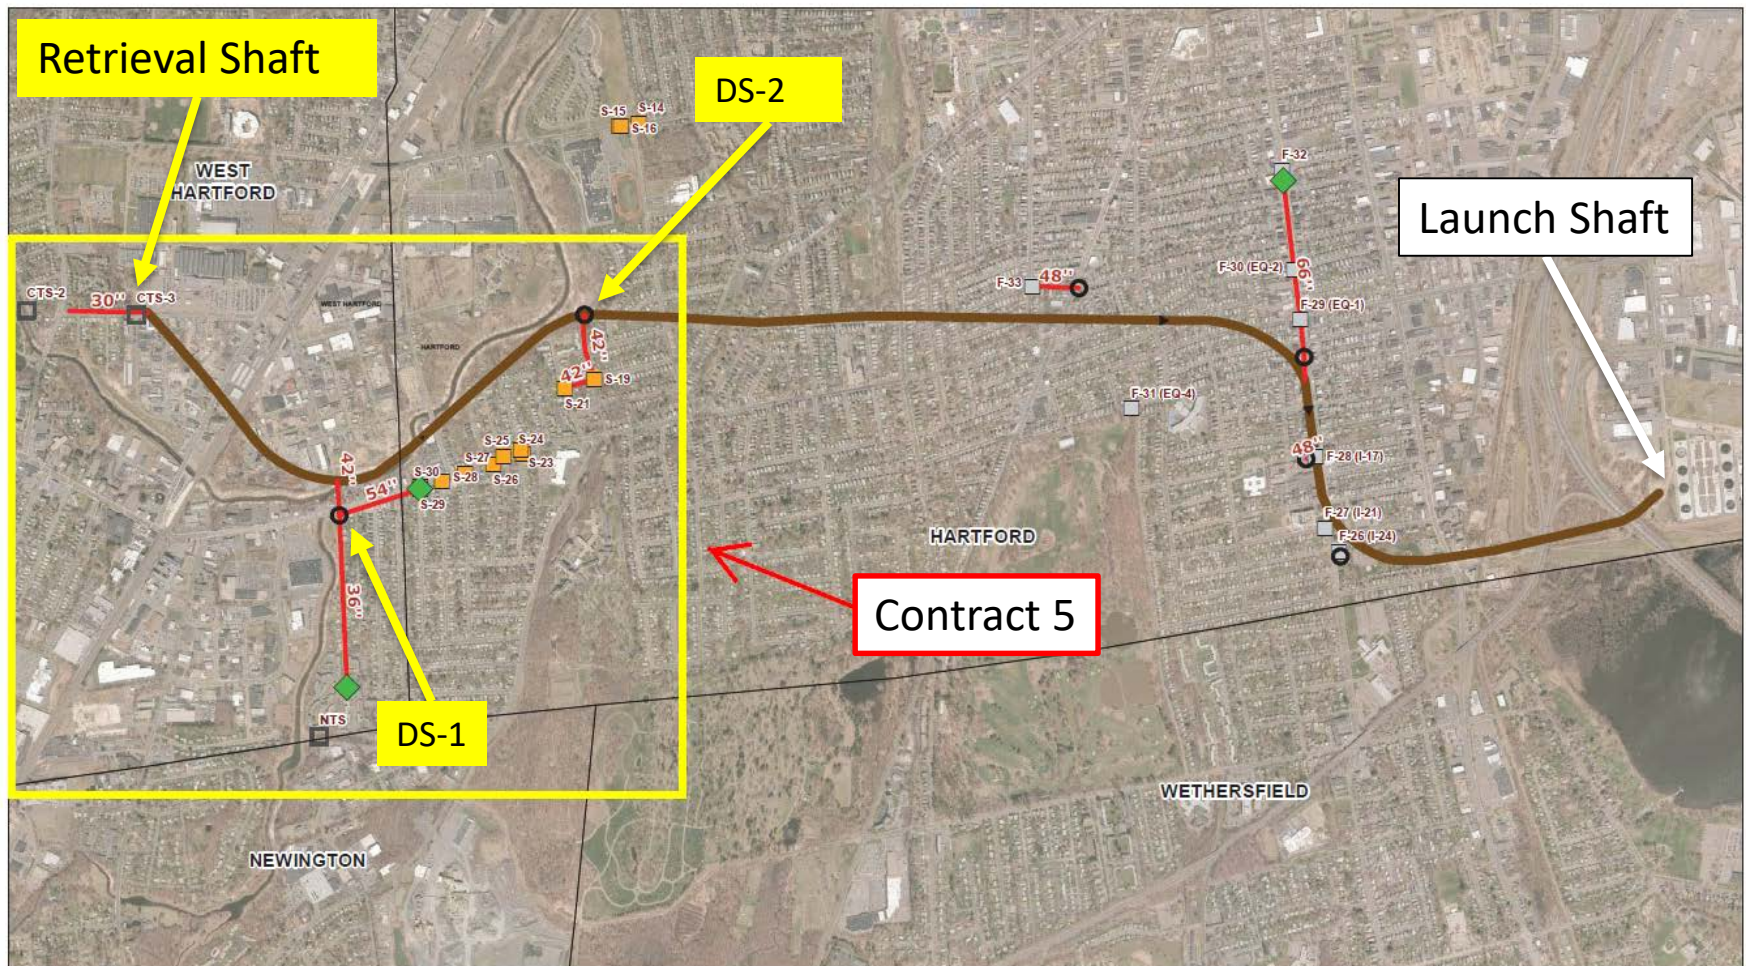 Retrieval Shaft
DS-2
S-15
S-14
S-16
WEST
HARTFORD
F-32
Launch Shaft
CTS-2
30"
CTS-3
WEST HARTFORD
HARTFORD
F-33
48"
F-30 (EQ-2)
66"
F-29 (EQ-1)
42"
42"
S-19
S-21
F-31 (EQ-4)
S-25
S-24
S-27
S-23
S-30
S-28
S-26
S-29
42"
54"
48"
F-28 (I-17)
F-27 (I-21)
F-26 (I-24)
HARTFORD
36"
Contract 5
NTS
DS-1
WETHERSFIELD
NEWINGTON